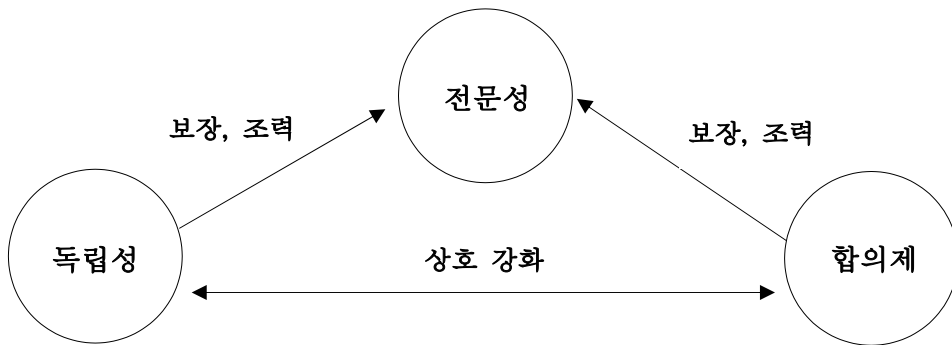 전문성
보장, 조력
보장, 조력
독립성
상호 강화
합의제